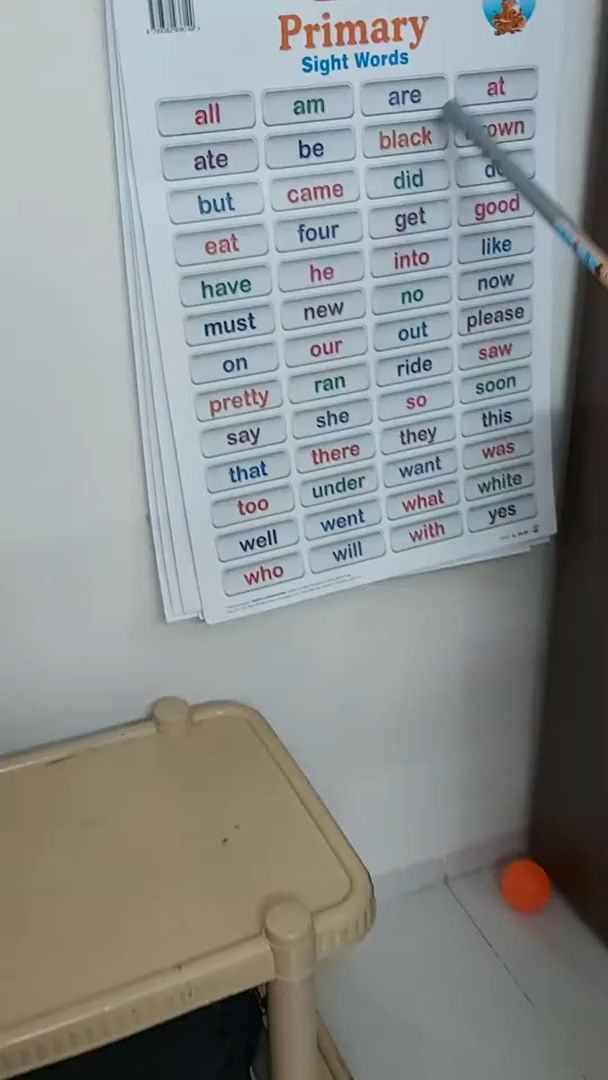 Primary
Sight Words
all am are at
ate be black
but came did
eat four get good
have he into like
must new no now
on our out please
pretty ran ride saw
say she so soon
that there they this
too under want was
well went what white
who will with yes